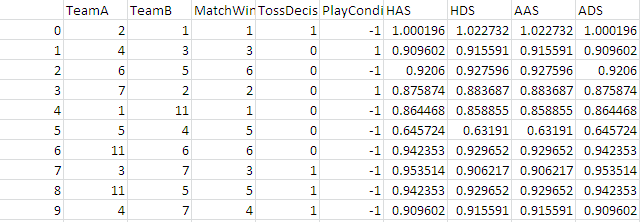 TeamA TeamB MatchWin TossDecis PlayCondi HAS HDS AAS ADS
0 2 1 1 1 -1 1.000196 1.022732 1.022732 1.000196
1 4 3 3 0 1 0.909602 0.915591 0.915591 0.909602
2 6 5 6 0 -1 0.9206 0.927596 0.927596 0.9206
3 7 2 2 0 1 0.875874 0.883687 0.883687 0.875874
4 1 11 1 0 -1 0.864468 0.858855 0.858855 0.864468
5 5 4 5 0 -1 0.645724 0.63191 0.63191 0.645724
6 11 6 6 0 -1 0.942353 0.929652 0.929652 0.942353
7 3 7 3 1 -1 0.953514 0.906217 0.906217 0.953514
8 11 5 5 1 -1 0.942353 0.929652 0.929652 0.942353
9 4 7 4 1 -1 0.909602 0.915591 0.915591 0.909602